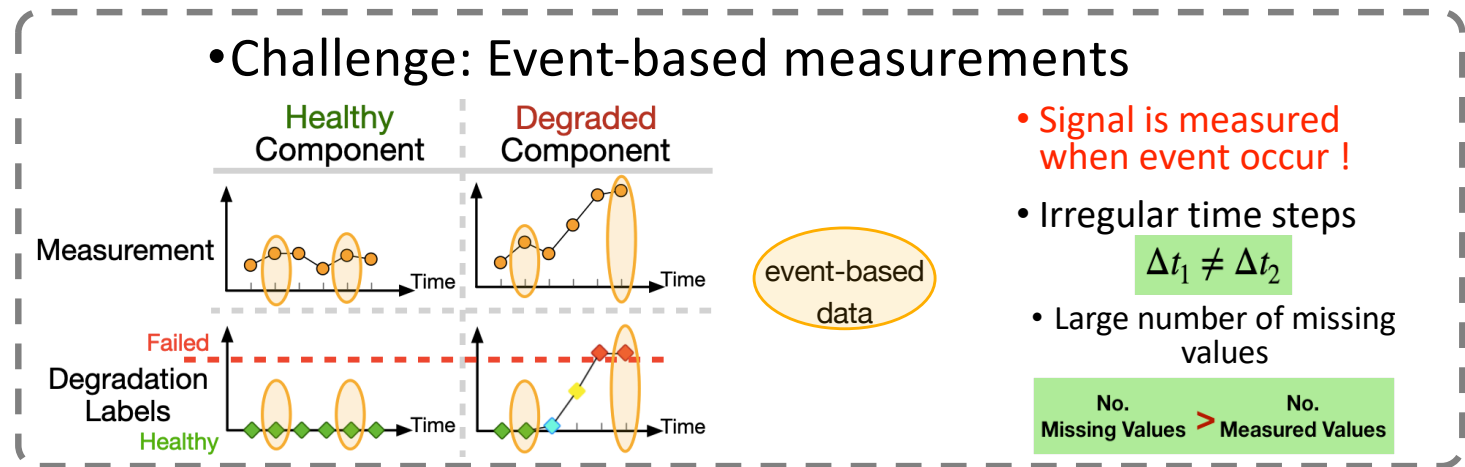 •Challenge: Event-based measurements
Healthy
Component
Degraded
Component
Measurement
Time
Time
Failed
Degradation
Labels
Healthy
Time
Time
event-based
data
• Signal is measured
when event occur !
• Irregular time steps
Δt₁ ≠ Δt₂
• Large number of missing
values
No.
Missing Values
>
No.
Measured Values